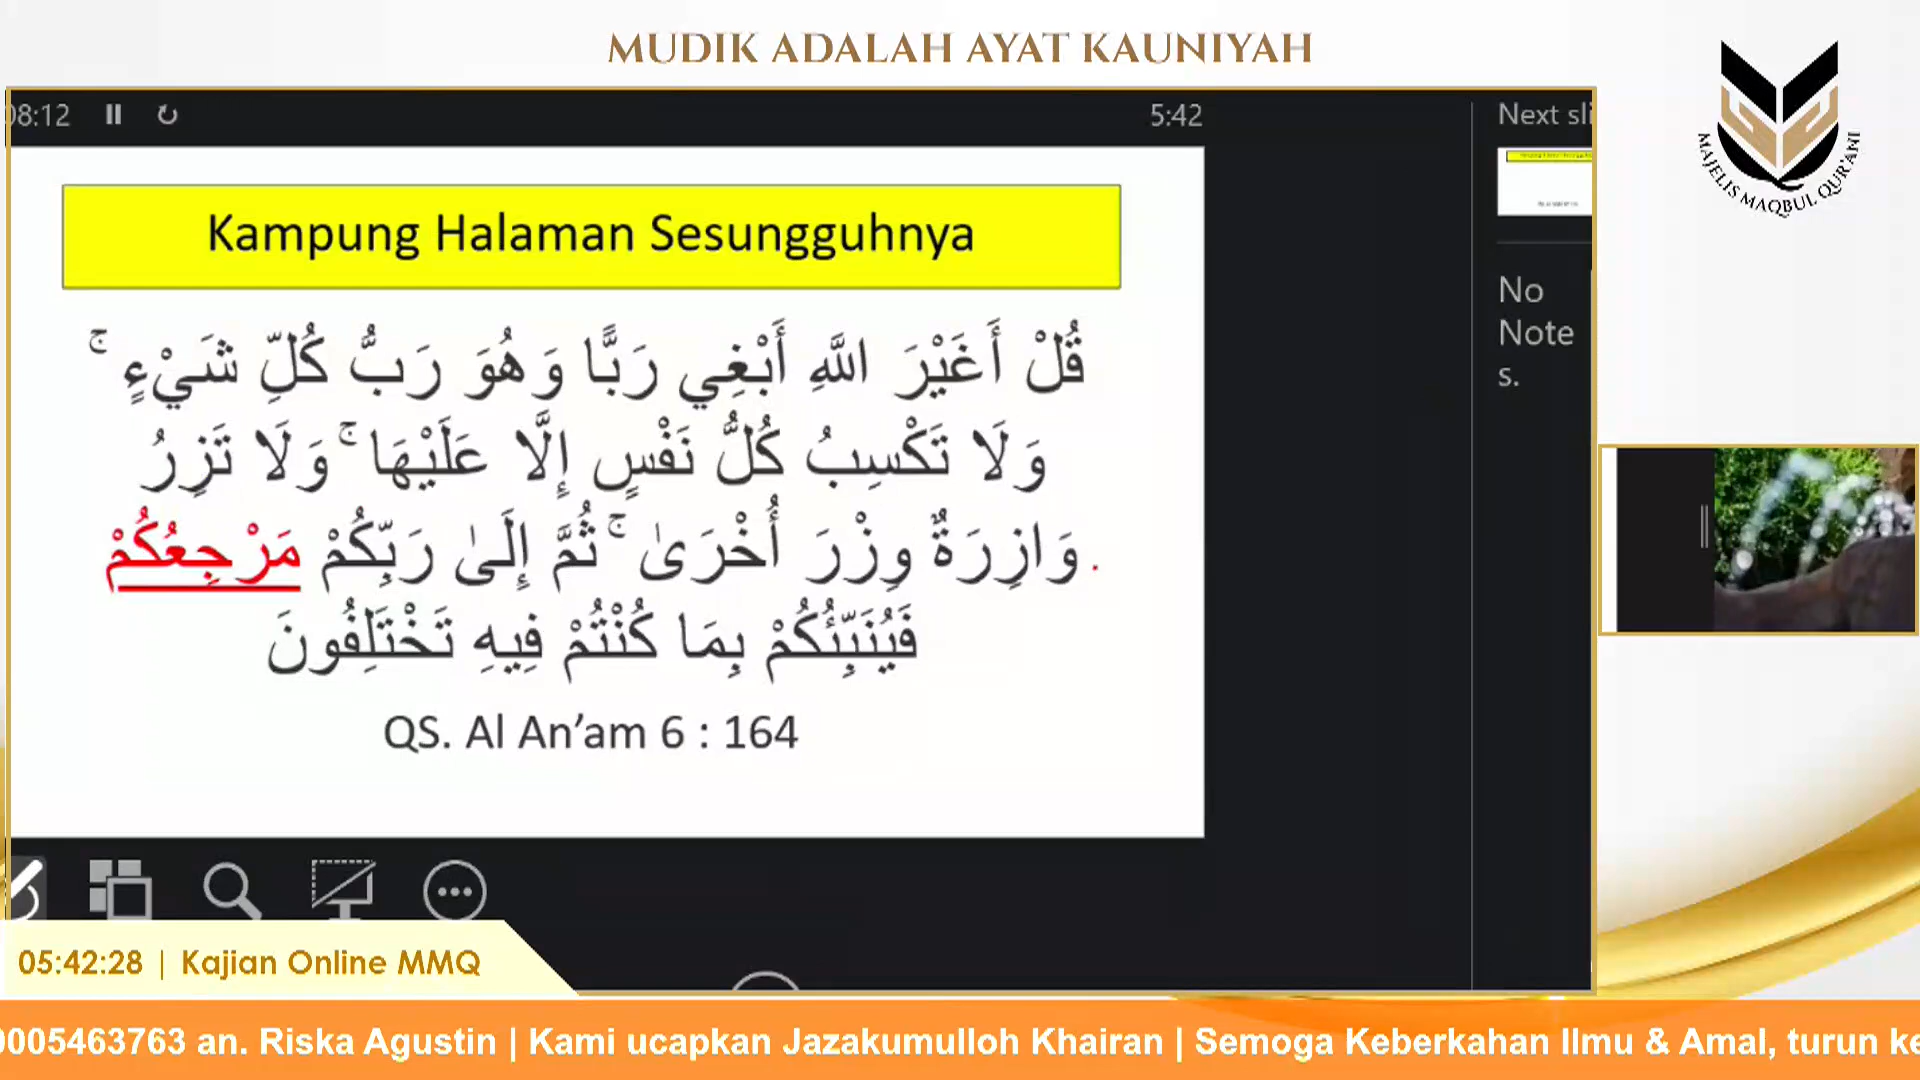 MUDIK ADALAH AYAT KAUNIYAH
MAJELIS MAQBUL QUR'ANI
08:12
5:42
Next sli
Kampung Halaman Sesungguhnya
قُلْ أَغَيْرَ اللَّهِ أَبْغِي رَبًّا وَهُوَ رَبُّ كُلِّ شَيْءٍ ۚ
وَلَا تَكْسِبُ كُلُّ نَفْسٍ إِلَّا عَلَيْهَا ۚ وَلَا تَزِرُ
وَازِرَةٌ وِزْرَ أُخْرَىٰ ۚ ثُمَّ إِلَىٰ رَبِّكُمْ مَرْجِعُكُمْ
فَيُنَبِّئُكُمْ بِمَا كُنْتُمْ فِيهِ تَخْتَلِفُونَ
QS. Al An’am 6 : 164
No
Note
s.
05:42:28 | Kajian Online MMQ
0005463763 an. Riska Agustin | Kami ucapkan Jazakumulloh Khairan | Semoga Keberkahan Ilmu & Amal, turun ke